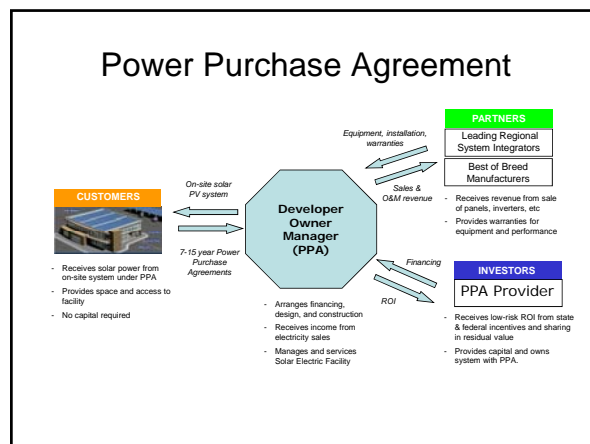 Power Purchase Agreement
PARTNERS
Leading Regional
System Integrators
Best of Breed
Manufacturers
- Receives revenue from sale
of panels, inverters, etc
- Provides warranties for
equipment and performance
Equipment, installation,
warranties
Sales &
O&M revenue
On-site solar
PV system
CUSTOMERS
7-15 year Power
Purchase
Agreements
- Receives solar power from
on-site system under PPA
- Provides space and access to
facility
- No capital required
Developer
Owner
Manager
(PPA)
- Arranges financing,
design, and construction
- Receives income from
electricity sales
- Manages and services
Solar Electric Facility
Financing
ROI
INVESTORS
PPA Provider
- Receives low-risk ROI from state
& federal incentives and sharing
in residual value
- Provides capital and owns
system with PPA.